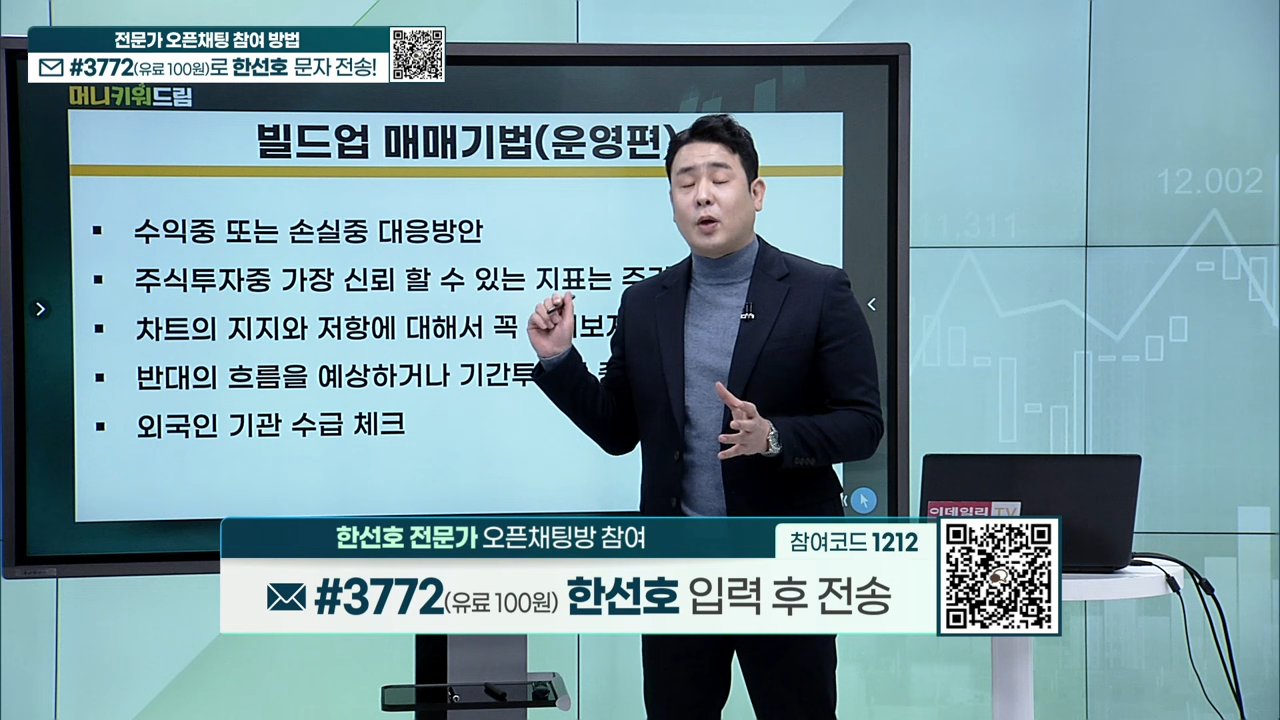 전문가 오픈채팅 참여 방법
#3772(유료 100원)로 한선호 문자 전송!
머니키워드림
빌드업 매매기법(운영편)
12.002
11.311
▪ 수익중 또는 손실중 대응방안
▪ 주식투자중 가장 신뢰 할 수 있는 지표는
▪ 차트의 지지와 저항에 대해서 꼭
▪ 반대의 흐름을 예상하거나
▪ 외국인 기관 수급 체크
이데일리 TV
한선호 전문가 오픈채팅방 참여
참여코드 1212
#3772(유료 100원) 한선호 입력 후 전송